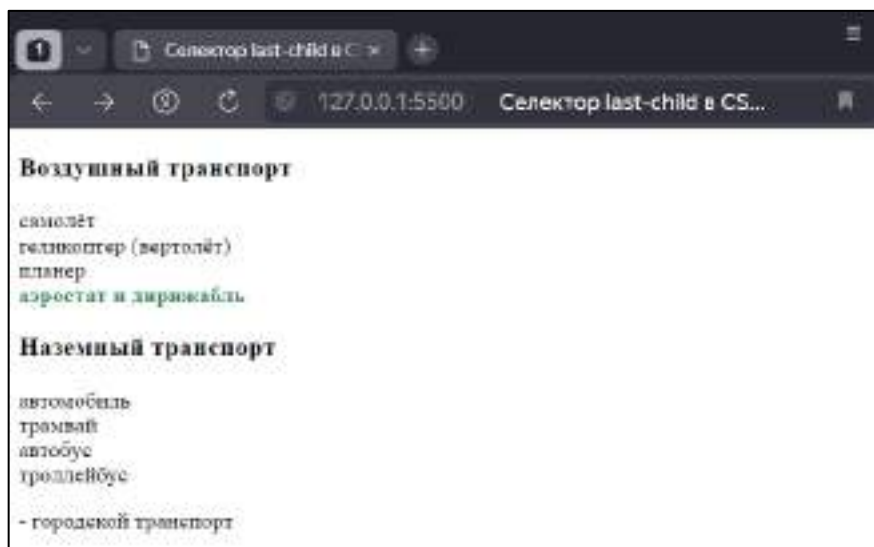 1 Селектор last-child в C
127.0.0.1:5500 Селектор last-child в CS...
Воздушный транспорт
самолёт
геликоптер (вертолёт)
планер
аэростат и дирижабль
Наземный транспорт
автомобиль
трамвай
автобус
троллейбус
- городской транспорт